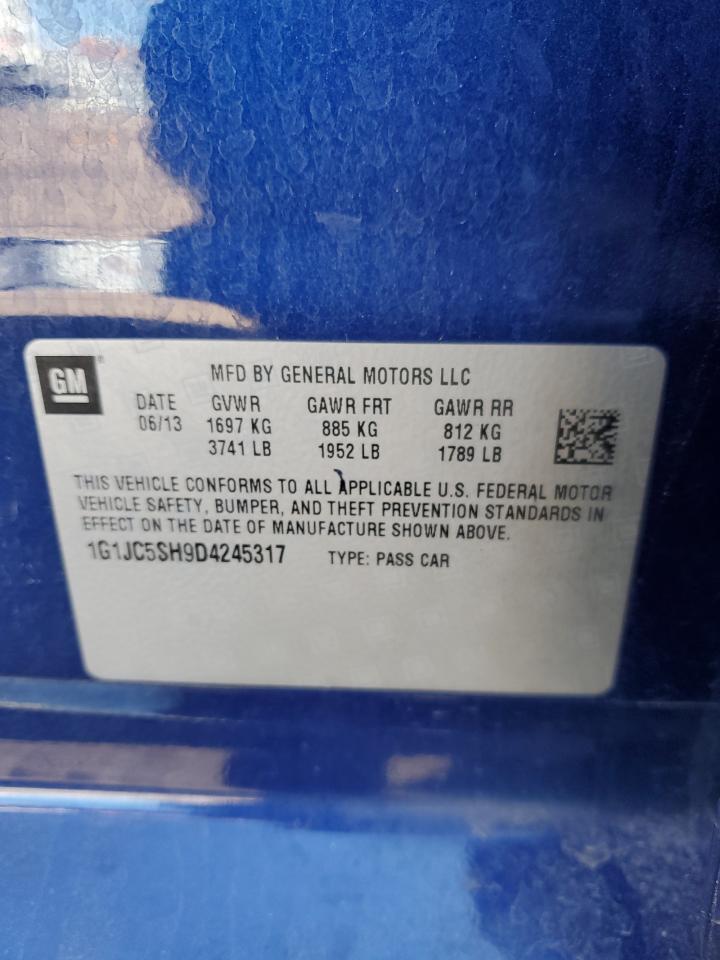 GM®
MFD BY GENERAL MOTORS LLC
DATE GVWR GAWR FRT GAWR RR
06/13 1697 KG 885 KG 812 KG
3741 LB 1952 LB 1789 LB
THIS VEHICLE CONFORMS TO ALL APPLICABLE U.S. FEDERAL MOTOR
VEHICLE SAFETY, BUMPER, AND THEFT PREVENTION STANDARDS IN
EFFECT ON THE DATE OF MANUFACTURE SHOWN ABOVE.
1G1JC5SH9D4245317 TYPE: PASS CAR